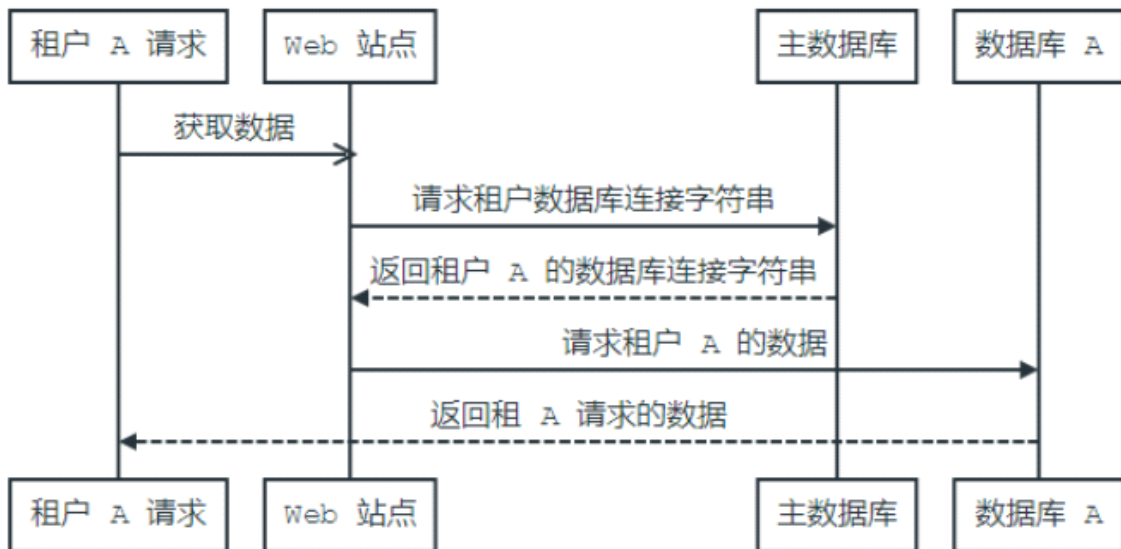 租户 A 请求
Web 站点
主数据库
数据库 A
获取数据
请求租户数据库连接字符串
返回租户 A 的数据库连接字符串
请求租户 A 的数据
返回租 A 请求的数据
租户 A 请求
Web 站点
主数据库
数据库 A